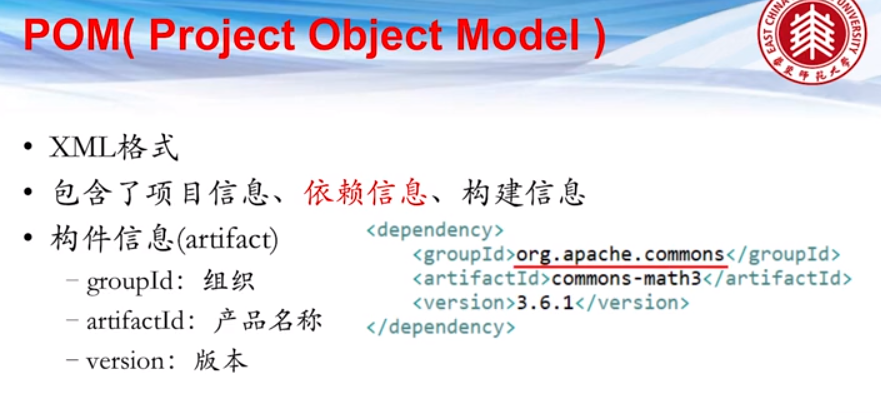 POM( Project Object Model )
EAST CHINA UNIVERSITY
华东师范大学
• XML格式
• 包含了项目信息、依赖信息、构建信息
• 构件信息(artifact)
– groupId：组织
– artifactId：产品名称
– version：版本
<dependency>
<groupId>org.apache.commons</groupId>
<artifactId>commons-math3</artifactId>
<version>3.6.1</version>
</dependency>